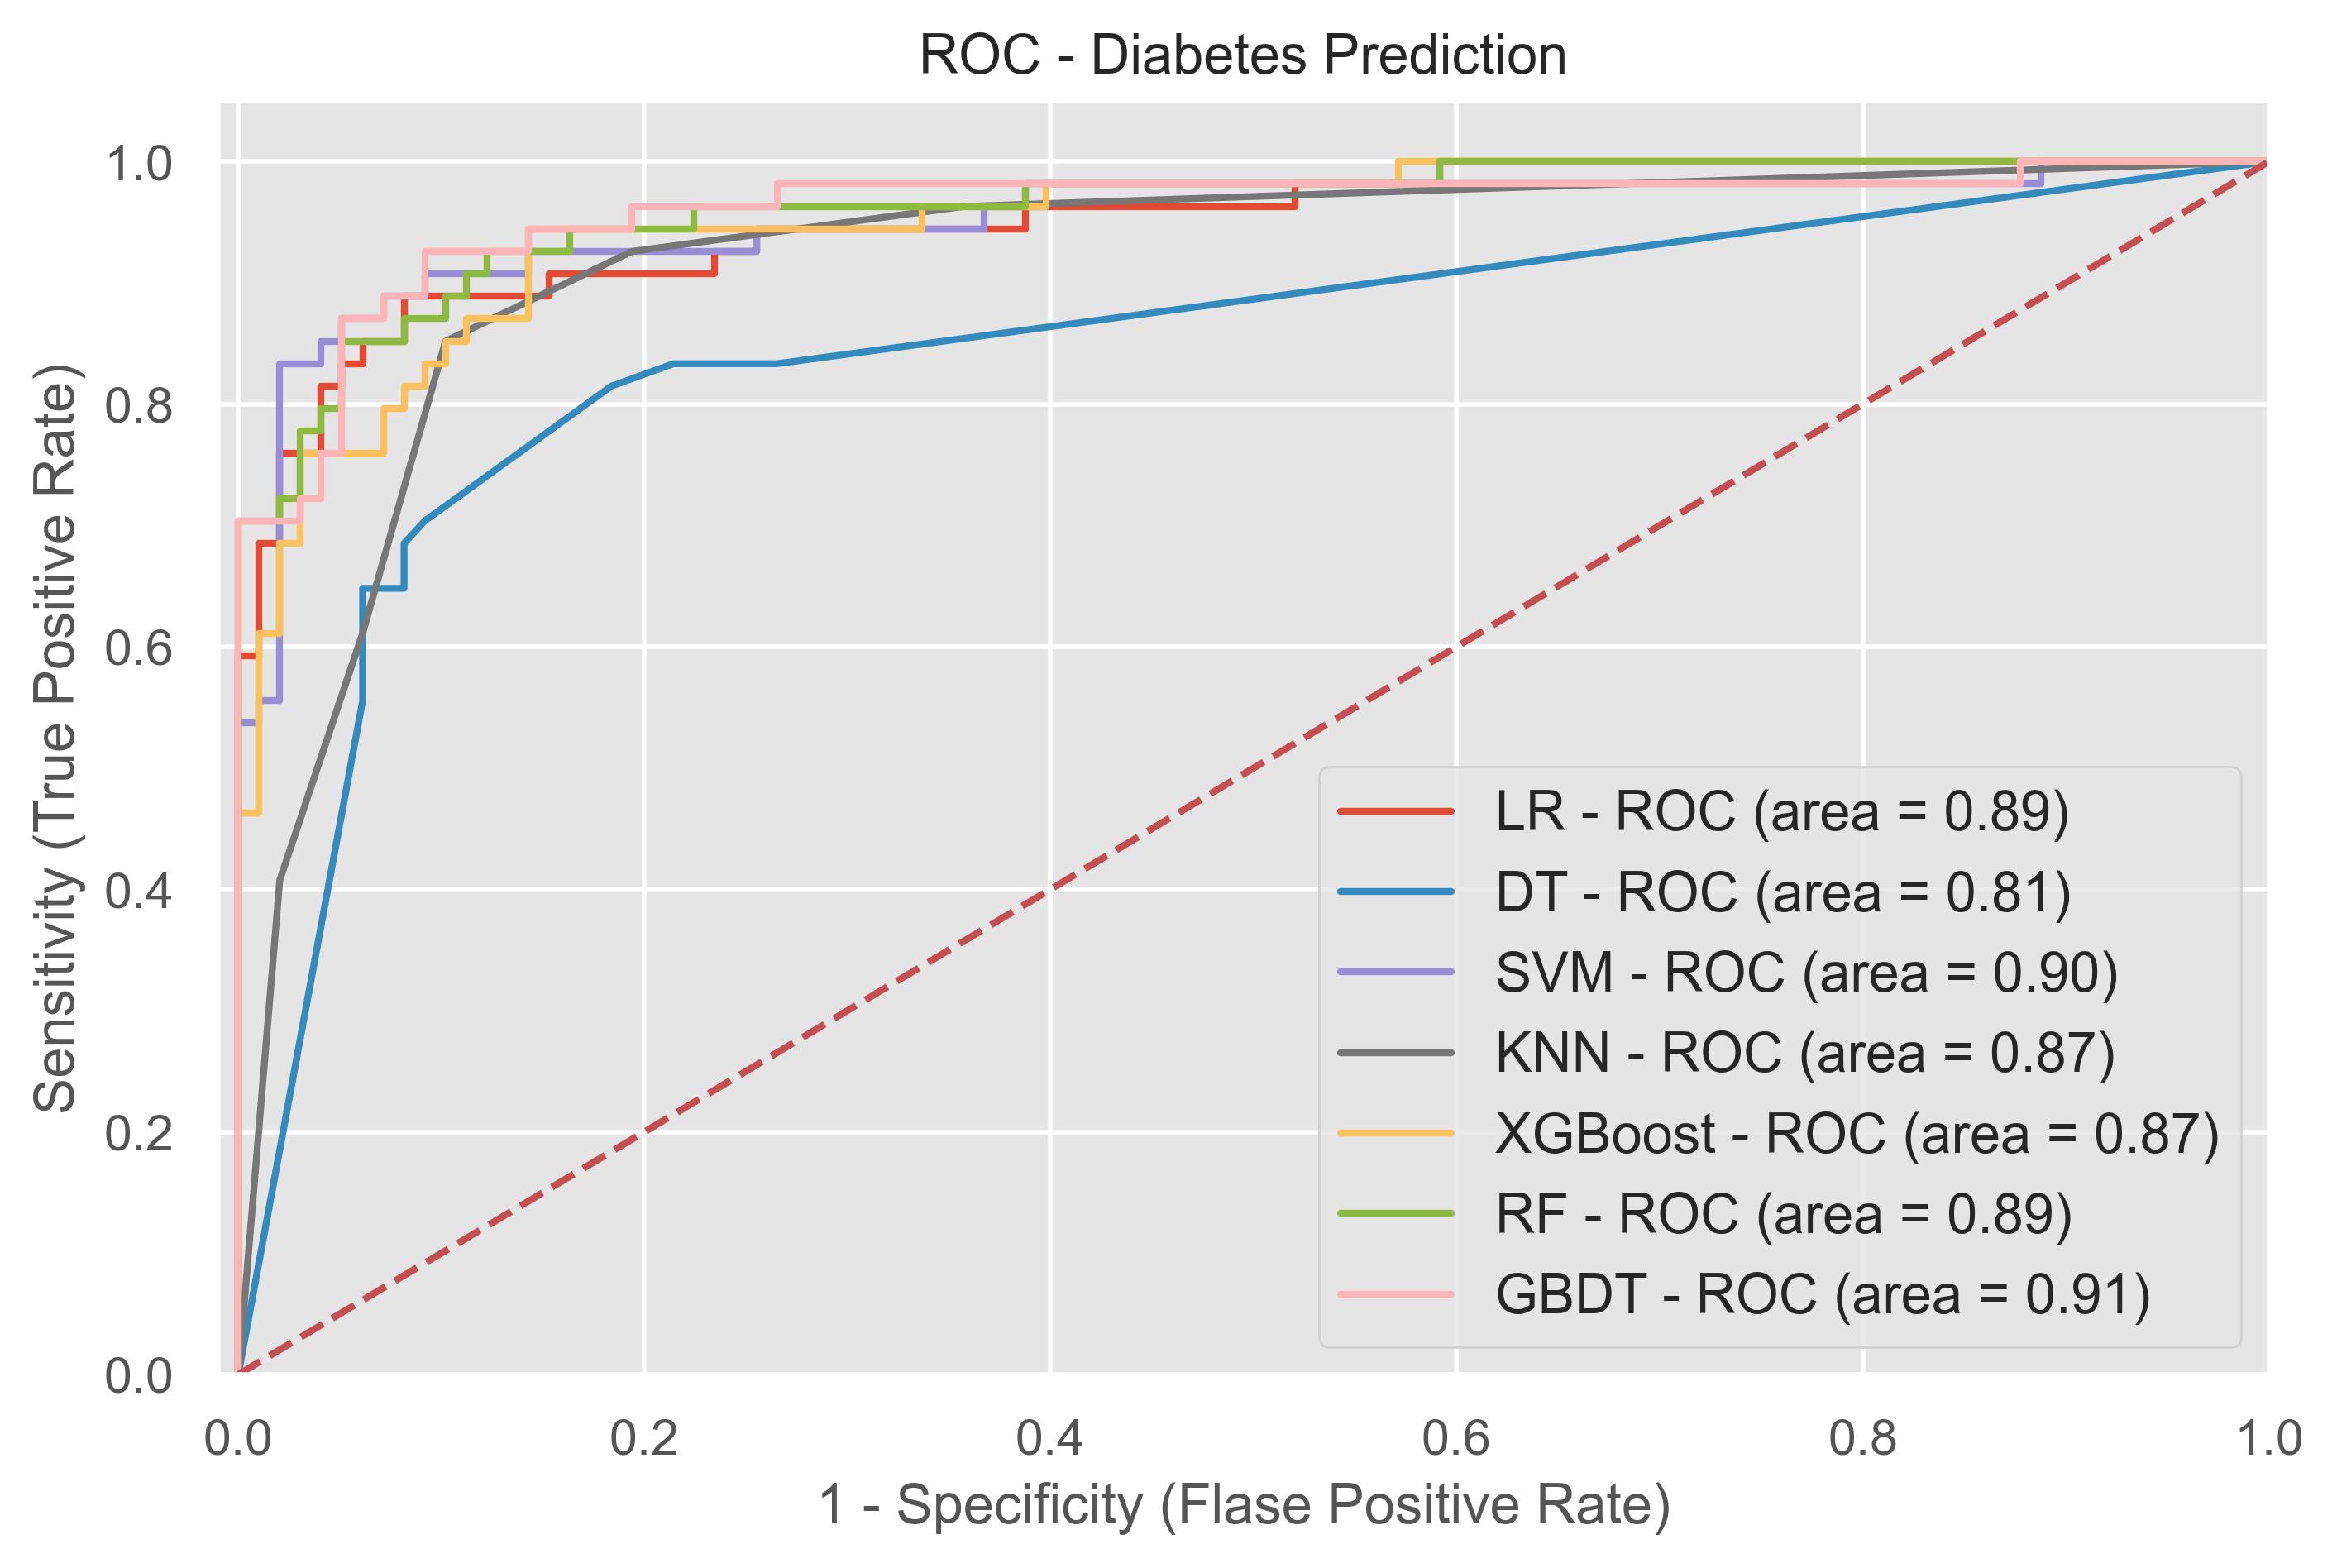 ROC - Diabetes Prediction
Sensitivity (True Positive Rate)
1.0
0.8
0.6
0.4
0.2
0.0
LR - ROC (area = 0.89)
DT - ROC (area = 0.81)
SVM - ROC (area = 0.90)
KNN - ROC (area = 0.87)
XGBoost - ROC (area = 0.87)
RF - ROC (area = 0.89)
GBDT - ROC (area = 0.91)
0.0 0.2 0.4 0.6 0.8 1.0
1 - Specificity (Flase Positive Rate)